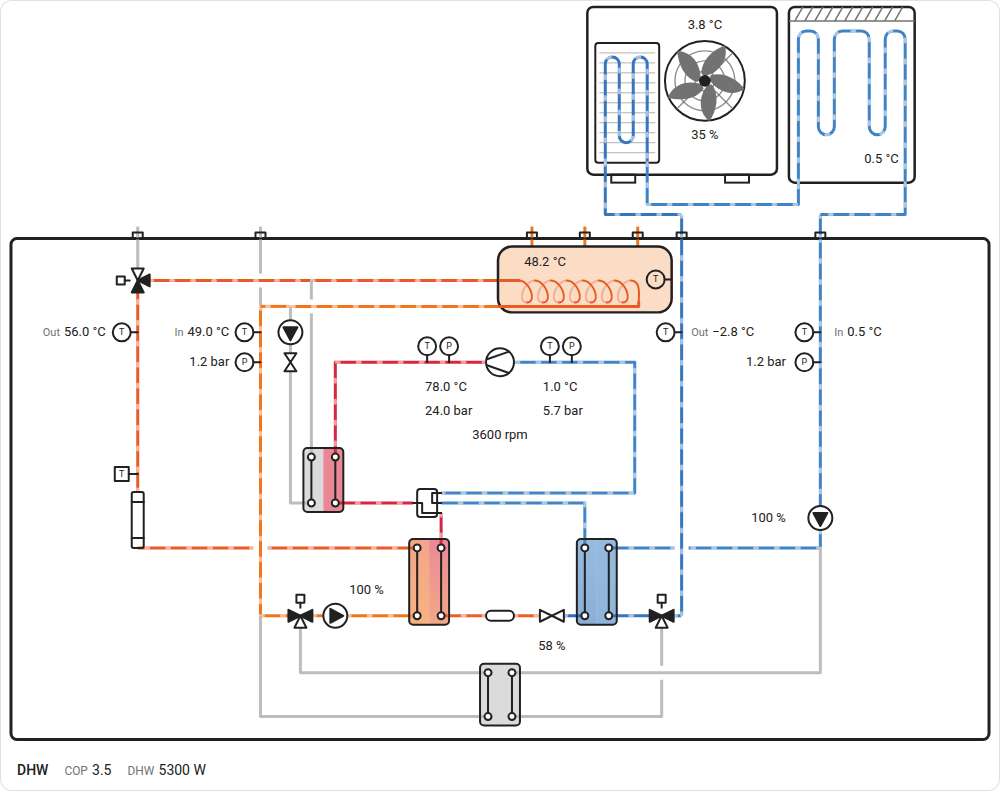 3.8 °C
35 %
0.5 °C
48.2 °C
T
Out 56.0 °C T
In 49.0 °C T
1.2 bar P
T Out −2.8 °C
T In 0.5 °C
1.2 bar P
T P
T P
78.0 °C
24.0 bar
1.0 °C
5.7 bar
3600 rpm
T
100 %
100 %
58 %
DHW COP 3.5 DHW 5300 W